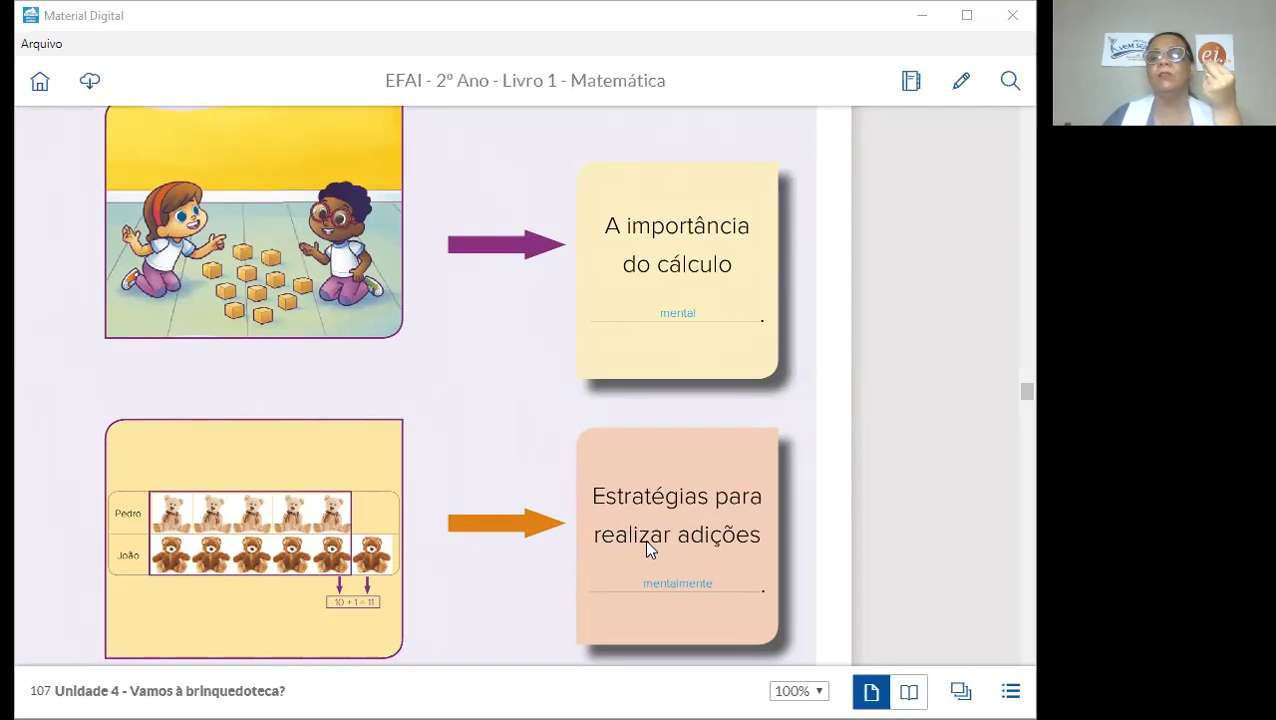 Material Digital
Arquivo
EFAI - 2º Ano - Livro 1 - Matemática
A importância
do cálculo
mental
.
Pedro
João
10 + 1 = 11
Estratégias para
realizar adições
mentalmente
.
107 Unidade 4 - Vamos à brinquedoteca?
100%
ei